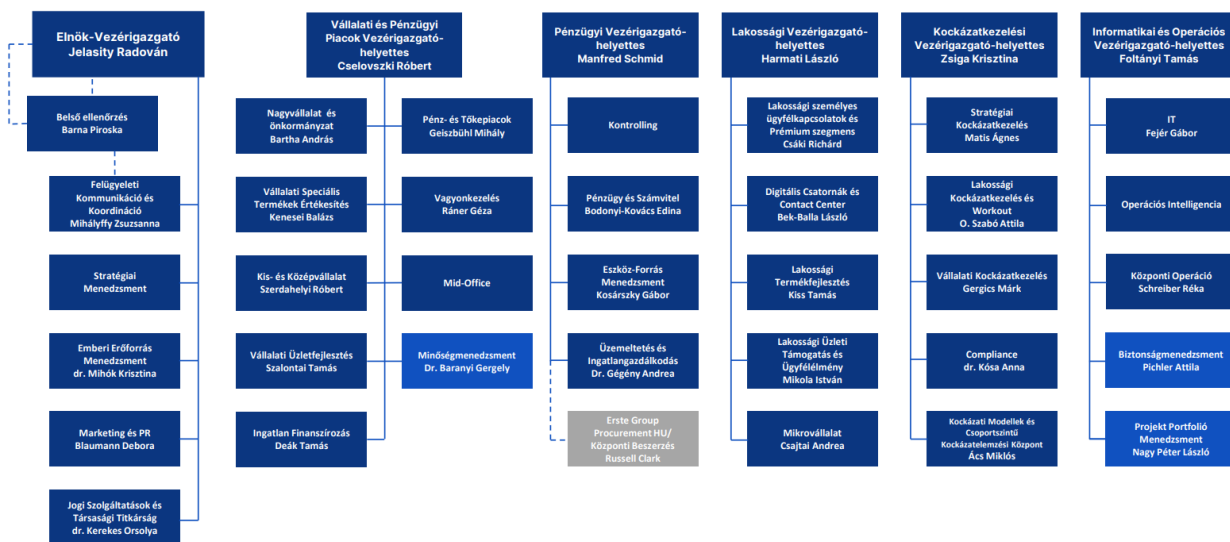 Elnök-Vezérigazgató
Jelasity Radován
Belső ellenőrzés
Barna Piroska
Felügyeleti
Kommunikáció és
Koordináció
Mihályffy Zsuzsanna
Stratégiai
Menedzsment
Emberi Erőforrás
Menedzsment
dr. Mihók Krisztina
Marketing és PR
Blaumann Debora
Jogi Szolgáltatások és
Társasági Titkárság
dr. Kerekes Orsolya
Vállalati és Pénzügyi
Piacok Vezérigazgató-
helyettes
Cselovszki Róbert
Nagyvállalat és
önkormányzat
Bartha András
Vállalati Speciális
Termékek Értékesítés
Kenesei Balázs
Kis- és Középvállalat
Szerdahelyi Róbert
Vállalati Üzletfejlesztés
Szalontai Tamás
Ingatlan Finanszírozás
Deák Tamás
Pénz- és Tőkepiacok
Geiszbühl Mihály
Vagyonkezelés
Ráner Géza
Mid-Office
Minőségmenedzsment
Dr. Baranyi Gergely
Pénzügyi Vezérigazgató-
helyettes
Manfred Schmid
Kontrolling
Pénzügy és Számvitel
Bodonyi-Kovács Edina
Eszköz-Forrás
Menedzsment
Kosárszky Gábor
Üzemeltetés és
Ingatlangazdálkodás
Dr. Gégény Andrea
Erste Group
Procurement HU/
Központi Beszerzés
Russell Clark
Lakossági Vezérigazgató-
helyettes
Harmati László
Lakossági személyes
ügyfélkapcsolatok és
Prémium szegmens
Csáki Richárd
Digitális Csatornák és
Contact Center
Bek-Balla László
Lakossági
Termékfejlesztés
Kiss Tamás
Lakossági Üzleti
Támogatás és
Ügyfélélmény
Mikola István
Mikrovállalat
Csajtai Andrea
Kockázatkezelési
Vezérigazgató-helyettes
Zsiga Krisztina
Stratégiai
Kockázatkezelés
Matis Ágnes
Lakossági
Kockázatkezelés és
Workout
O. Szabó Attila
Vállalati Kockázatkezelés
Gergics Márk
Compliance
dr. Kósa Anna
Kockázati Modellek és
Csoportszintű
Kockázatelemzési Központ
Ács Miklós
Informatikai és Operációs
Vezérigazgató-helyettes
Foltányi Tamás
IT
Fejér Gábor
Operációs Intelligencia
Központi Operáció
Schreiber Réka
Biztonságmenedzsment
Pichler Attila
Projekt Portfolió
Menedzsment
Nagy Péter László